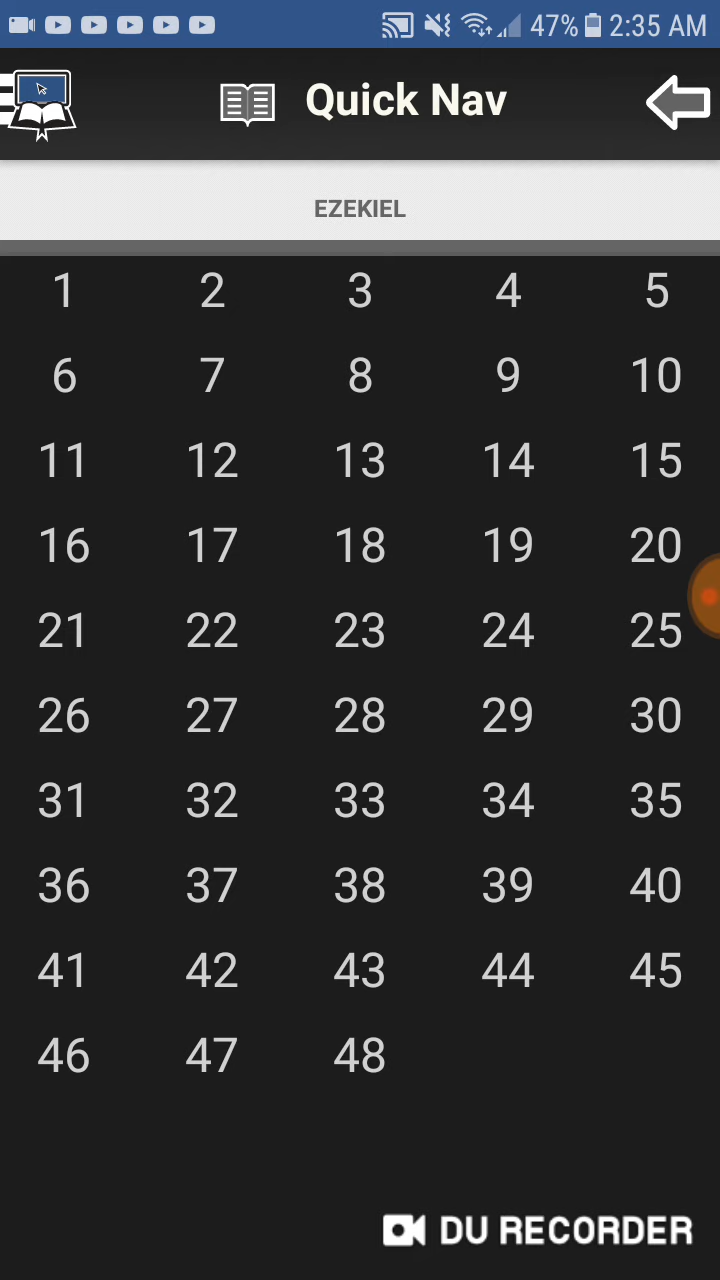 47% 2:35 AM
Quick Nav
EZEKIEL
1 2 3 4 5
6 7 8 9 10
11 12 13 14 15
16 17 18 19 20
21 22 23 24 25
26 27 28 29 30
31 32 33 34 35
36 37 38 39 40
41 42 43 44 45
46 47 48
DU RECORDER